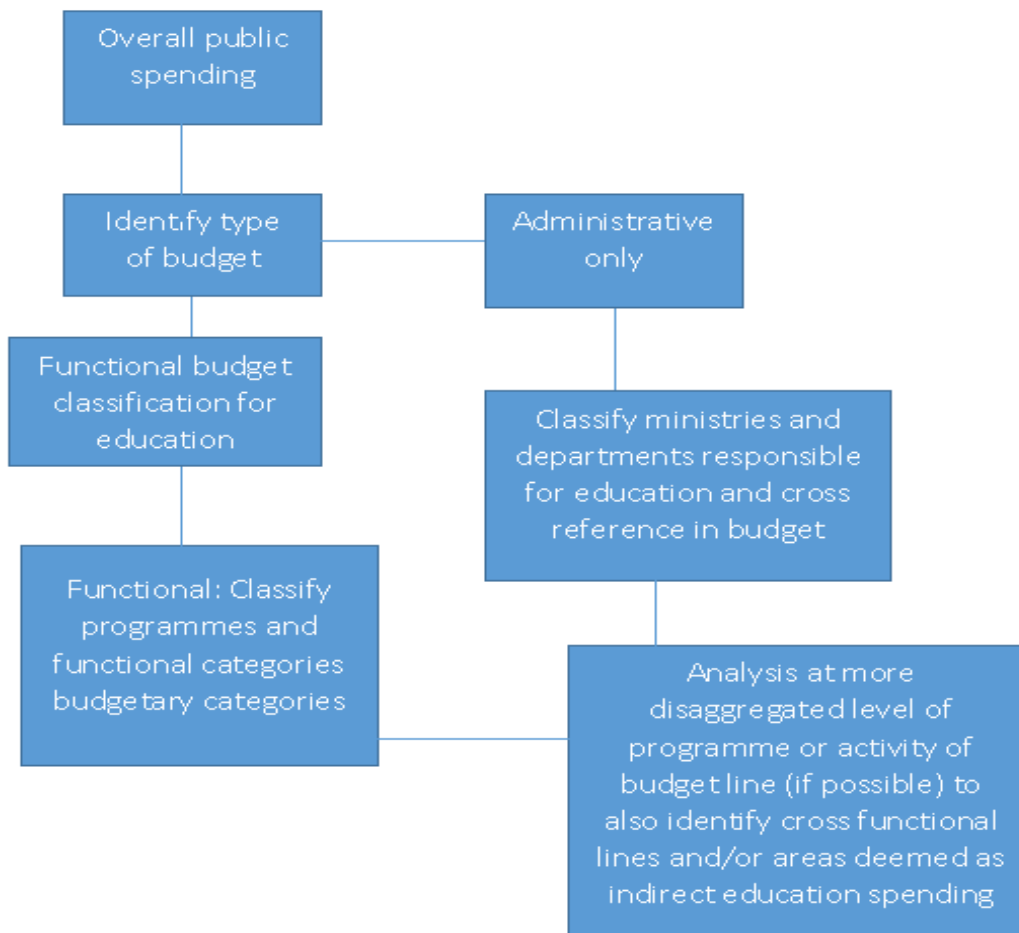 Overall public
spending
Identify type
of budget
Administrative
only
Functional budget
classification for
education
Classify ministries and
departments responsible
for education and cross
reference in budget
Functional: Classify
programmes and
functional categories
budgetary categories
Analysis at more
disaggregated level of
programme or activity of
budget line (if possible) to
also identify cross functional
lines and/or areas deemed as
indirect education spending